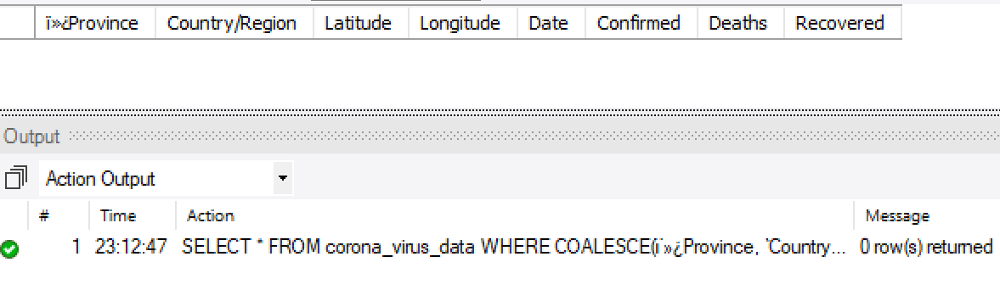 ï»¿Province Country/Region Latitude Longitude Date Confirmed Deaths Recovered
Output
Action Output
# Time Action Message
1 23:12:47 SELECT * FROM corona_virus_data WHERE COALESCE(ï»¿Province, `Country... 0 row(s) returned